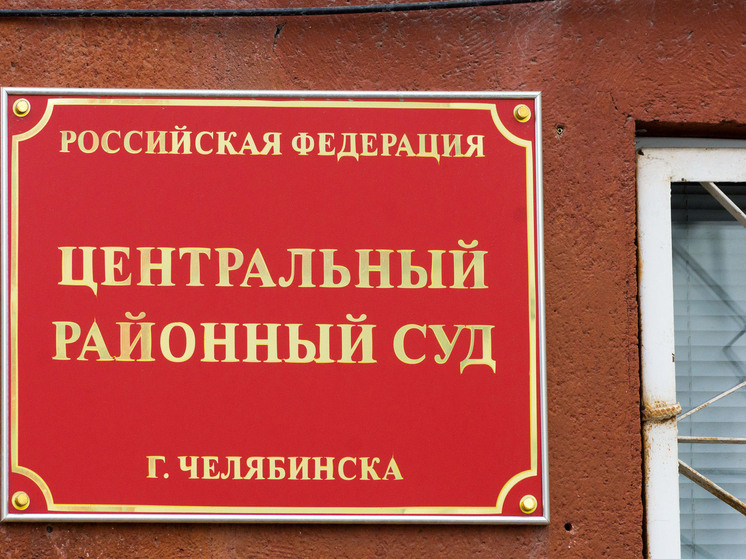 РОССИЙСКАЯ ФЕДЕРАЦИЯ
ЦЕНТРАЛЬНЫЙ
РАЙОННЫЙ СУД
Г. ЧЕЛЯБИНСКА